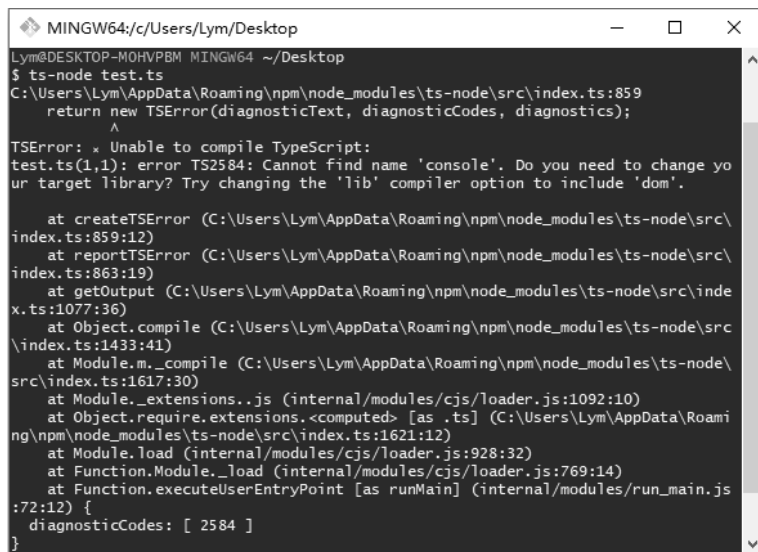 MINGW64:/c/Users/Lym/Desktop
Lym@DESKTOP-MOHVPBM MINGW64 ~/Desktop
$ ts-node test.ts
C:\Users\Lym\AppData\Roaming\npm\node_modules\ts-node\src\index.ts:859
    return new TSError(diagnosticText, diagnosticCodes, diagnostics);
           ^
TSError: ⨯ Unable to compile TypeScript:
test.ts(1,1): error TS2584: Cannot find name 'console'. Do you need to change yo
ur target library? Try changing the 'lib' compiler option to include 'dom'.

    at createTSError (C:\Users\Lym\AppData\Roaming\npm\node_modules\ts-node\src\
index.ts:859:12)
    at reportTSError (C:\Users\Lym\AppData\Roaming\npm\node_modules\ts-node\src\
index.ts:863:19)
    at getOutput (C:\Users\Lym\AppData\Roaming\npm\node_modules\ts-node\src\inde
x.ts:1077:36)
    at Object.compile (C:\Users\Lym\AppData\Roaming\npm\node_modules\ts-node\src
\index.ts:1433:41)
    at Module.m._compile (C:\Users\Lym\AppData\Roaming\npm\node_modules\ts-node\
src\index.ts:1617:30)
    at Module._extensions..js (internal/modules/cjs/loader.js:1092:10)
    at Object.require.extensions.<computed> [as .ts] (C:\Users\Lym\AppData\Roami
ng\npm\node_modules\ts-node\src\index.ts:1621:12)
    at Module.load (internal/modules/cjs/loader.js:928:32)
    at Function.Module._load (internal/modules/cjs/loader.js:769:14)
    at Function.executeUserEntryPoint [as runMain] (internal/modules/run_main.js
:72:12) {
  diagnosticCodes: [ 2584 ]
}